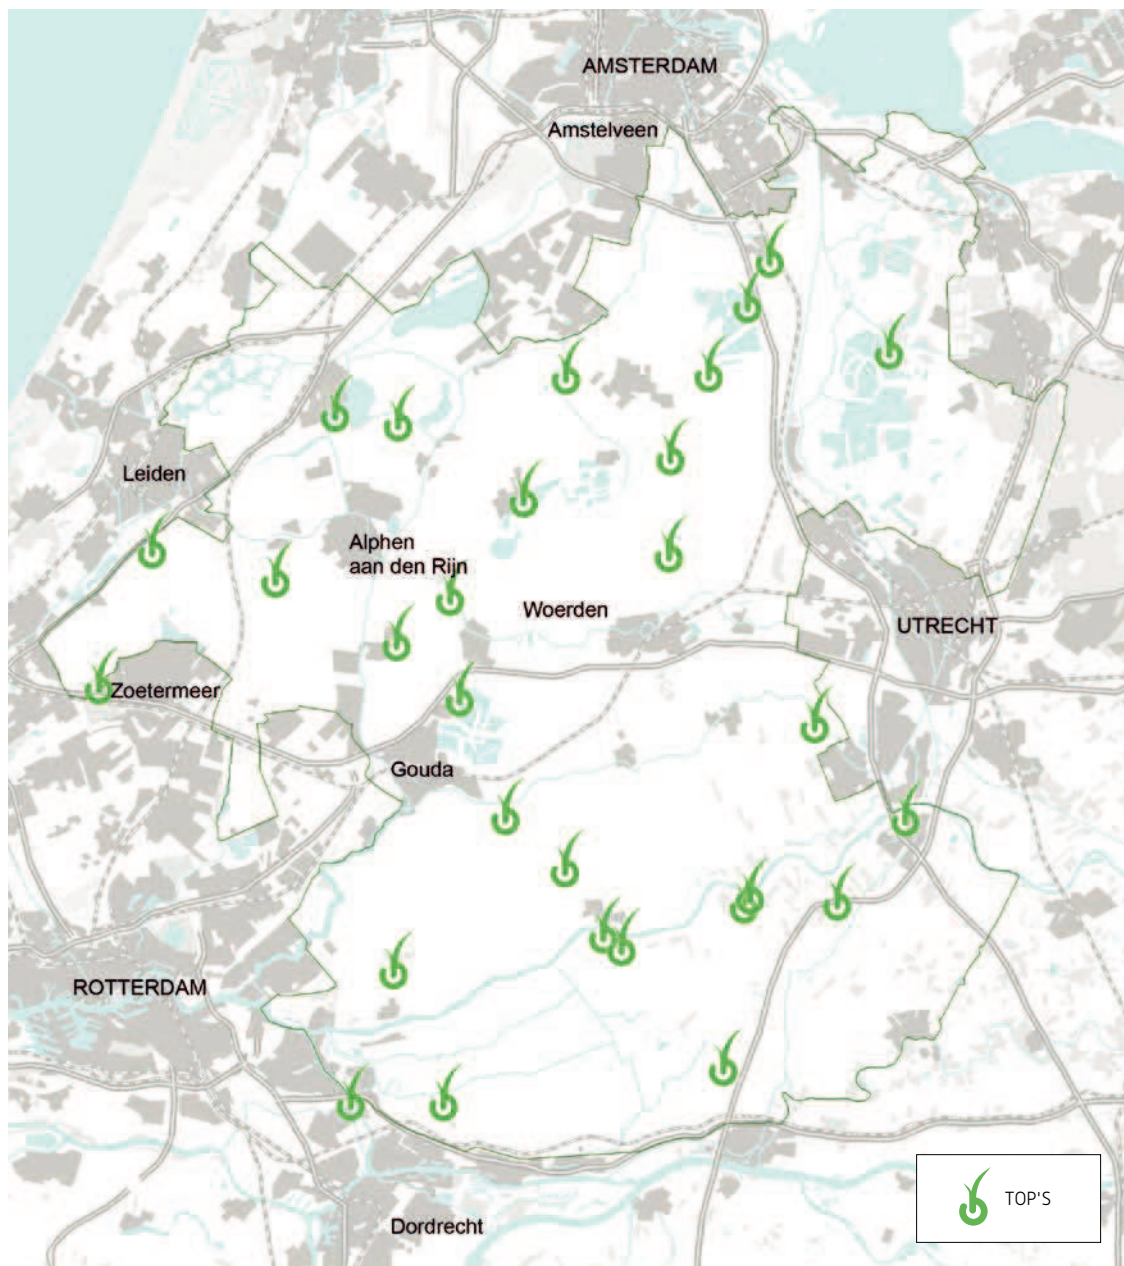 AMSTERDAM
Amstelveen
Leiden
Alphen
aan den Rijn
Woerden
UTRECHT
Zoetermeer
Gouda
ROTTERDAM
TOP'S
Dordrecht